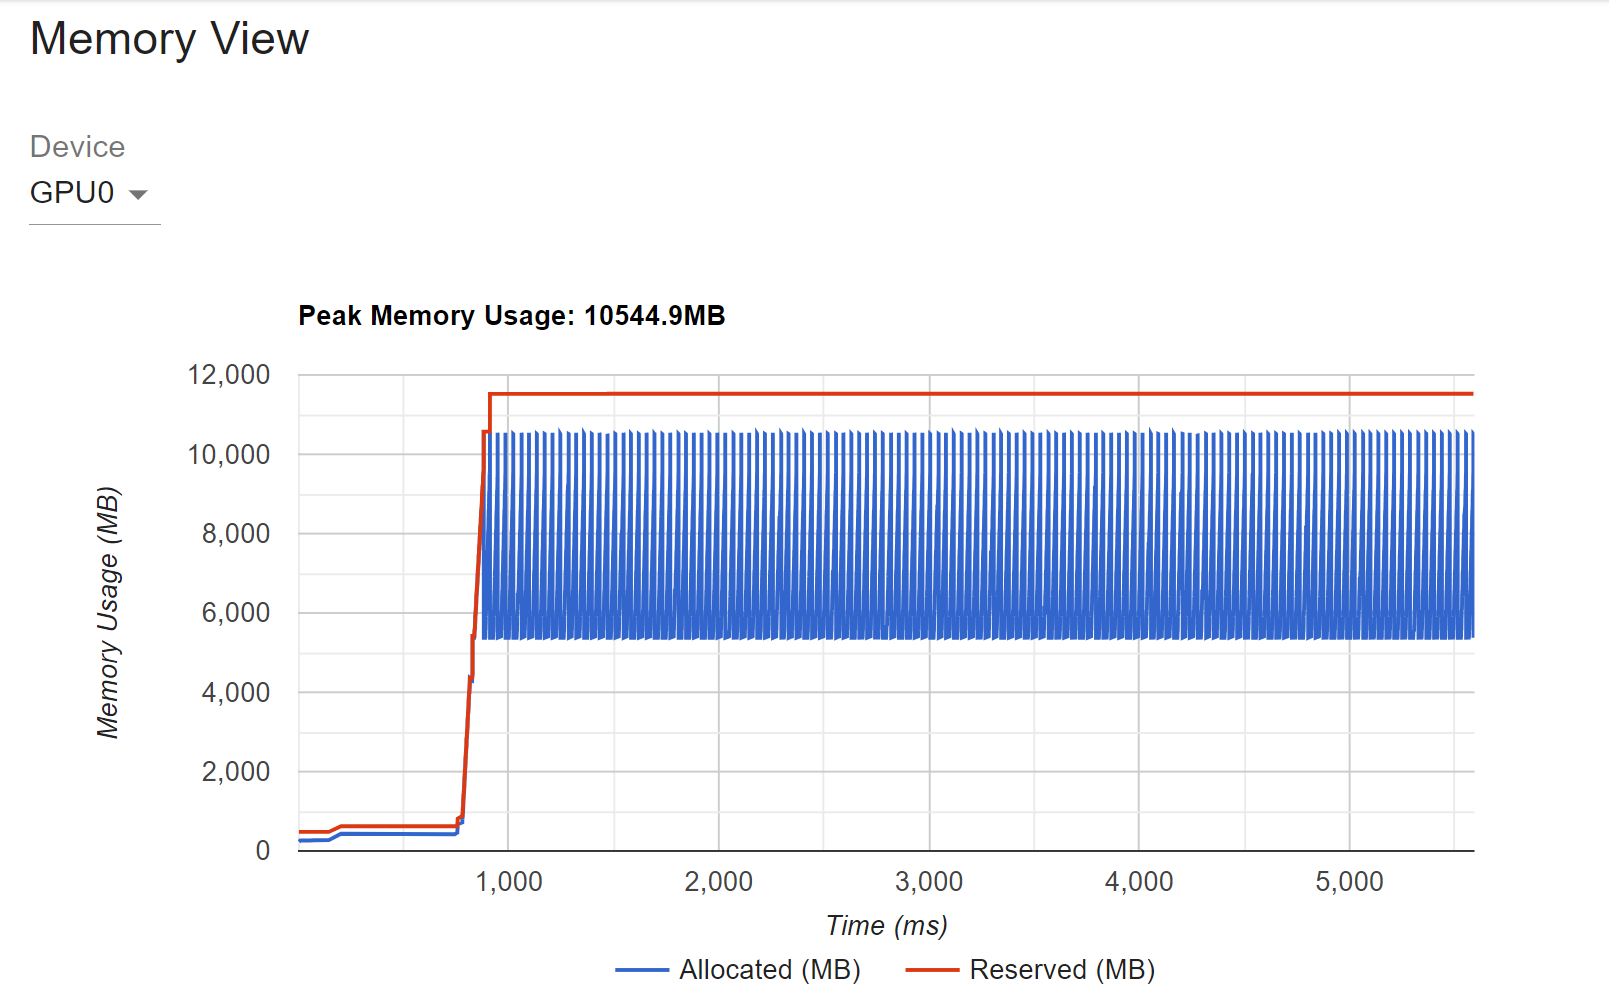 Memory View
Device
GPU0
Peak Memory Usage: 10544.9MB
12,000
10,000
8,000
6,000
4,000
2,000
0
Memory Usage (MB)
1,000 2,000 3,000 4,000 5,000
Time (ms)
Allocated (MB) Reserved (MB)